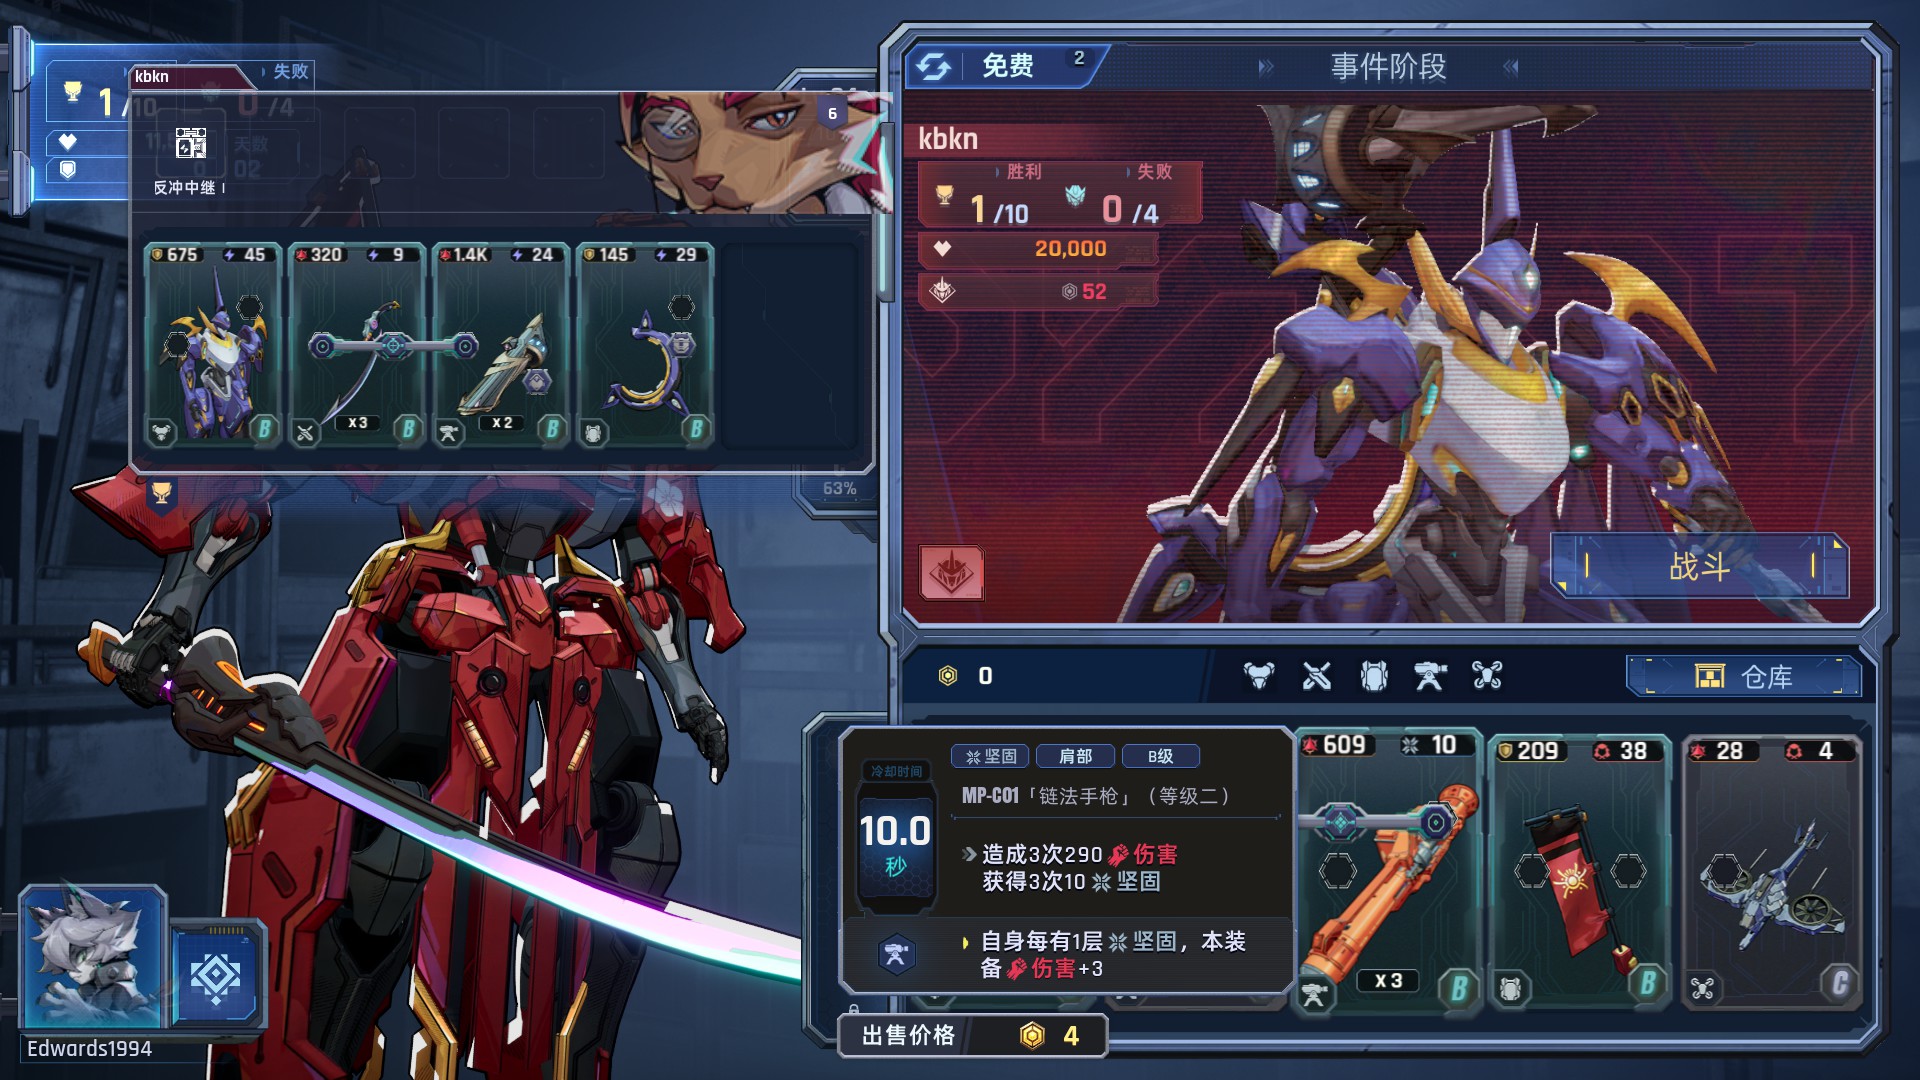 kbkn
失败
1/10
0/4
天数
02
6
反冲中继 I
675
45
320
9
1.4K
24
145
29
x3
x2
B
B
B
B
63%
免费
2
事件阶段
kbkn
胜利
失败
1/10
0/4
20,000
52
战斗
0
仓库
冷却时间
10.0
秒
坚固
肩部
B级
MP-C01「链法手枪」（等级二）
造成3次290伤害
获得3次10坚固
自身每有1层坚固，本装
备伤害+3
出售价格
4
609
10
209
38
28
4
x3
B
B
C
Edwards1994